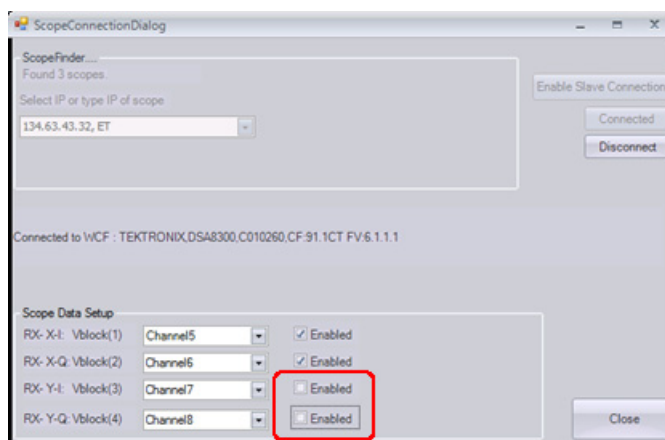 ScopeConnectionDialog
ScopeFinder....
Found 3 scopes.
Select IP or type IP of scope
134.63.43.32, ET
Enable Slave Connection
Connected
Disconnect
Connected to WCF : TEKTRONIX,DSA8300,C010260,CF:91.1CT FV:6.1.1.1
Scope Data Setup
RX- X-I: Vblock(1) Channel5 Enabled
RX- X-Q: Vblock(2) Channel6 Enabled
RX- Y-I: Vblock(3) Channel7 Enabled
RX- Y-Q: Vblock(4) Channel8 Enabled
Close